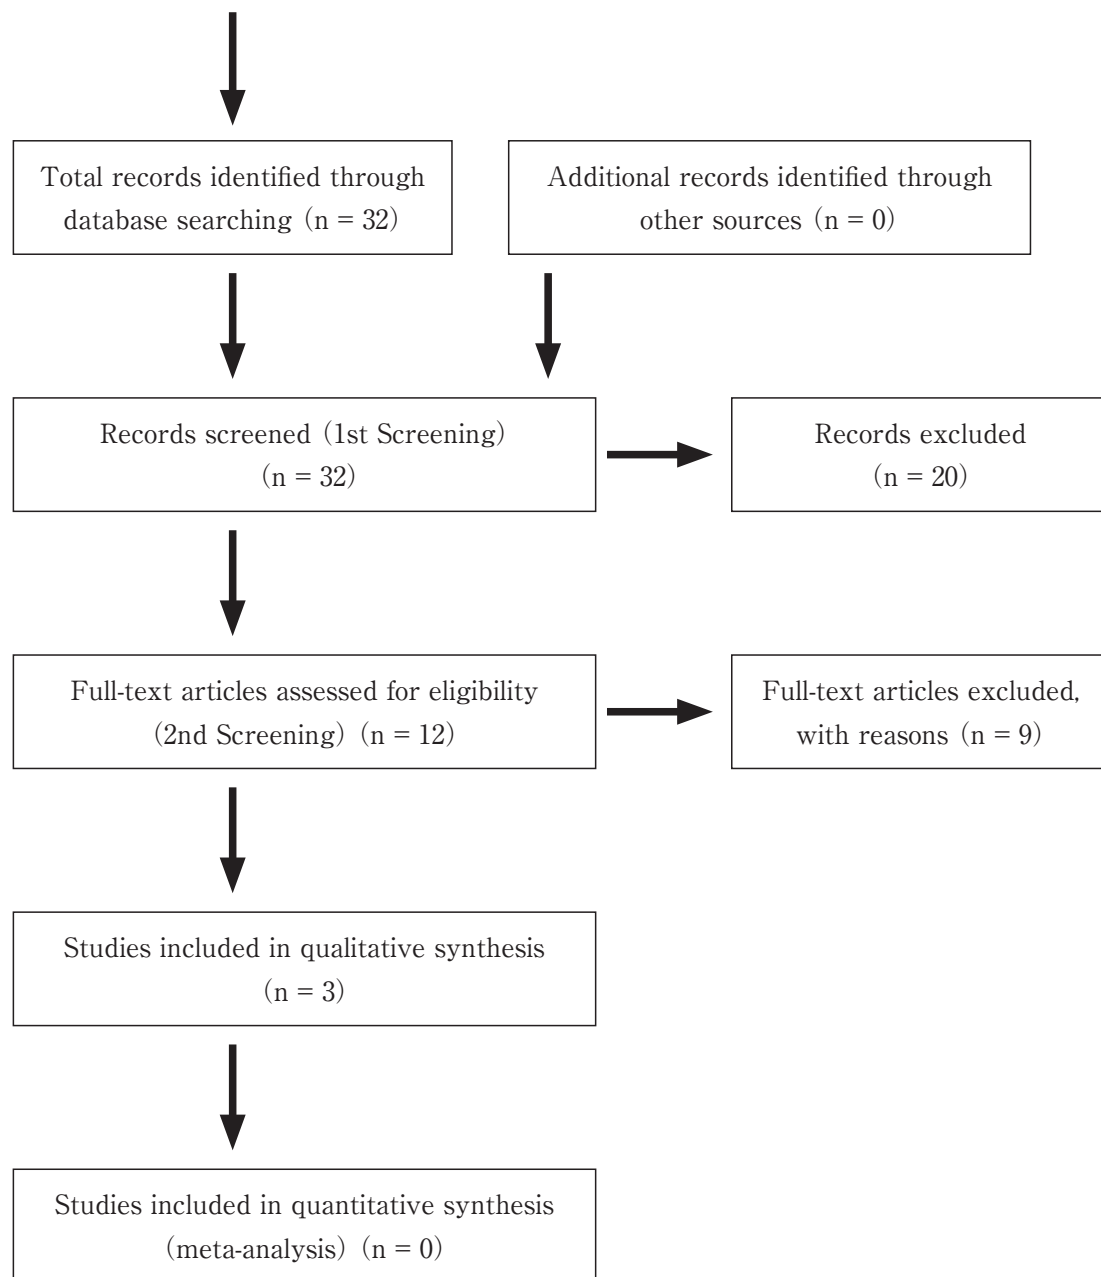 Total records identified through
database searching (n = 32)
Additional records identified through
other sources (n = 0)
Records screened (1st Screening)
(n = 32)
Records excluded
(n = 20)
Full-text articles assessed for eligibility
(2nd Screening) (n = 12)
Full-text articles excluded,
with reasons (n = 9)
Studies included in qualitative synthesis
(n = 3)
Studies included in quantitative synthesis
(meta-analysis) (n = 0)